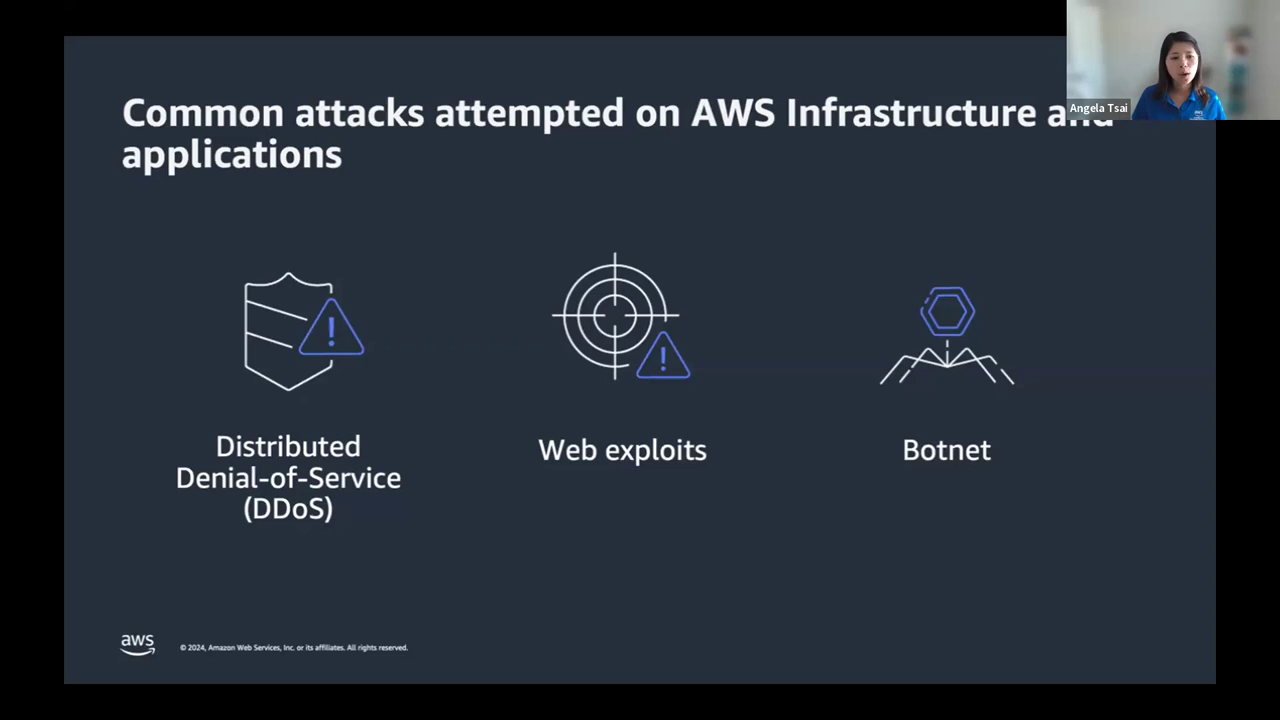 Common attacks attempted on AWS Infrastructure and
applications
Angela Tsai
Distributed
Denial-of-Service
(DDoS)
Web exploits
Botnet
aws
© 2024, Amazon Web Services, Inc. or its affiliates. All rights reserved.